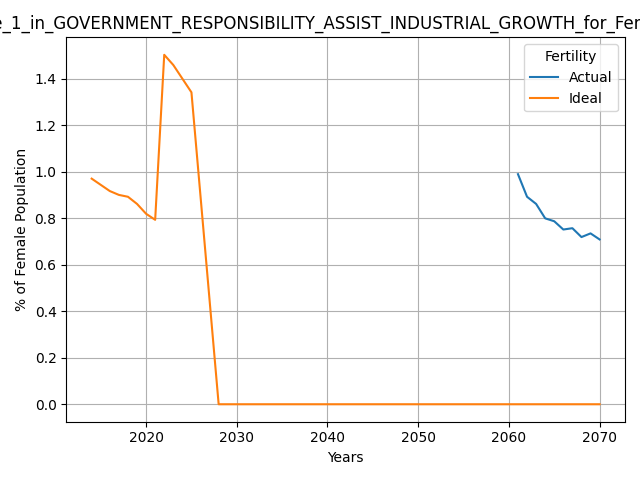 e_1_in_GOVERNMENT_RESPONSIBILITY_ASSIST_INDUSTRIAL_GROWTH_for_Fer
Fertility
Actual
Ideal
1.4
1.2
1.0
0.8
0.6
0.4
0.2
0.0
% of Female Population
2020 2030 2040 2050 2060 2070
Years